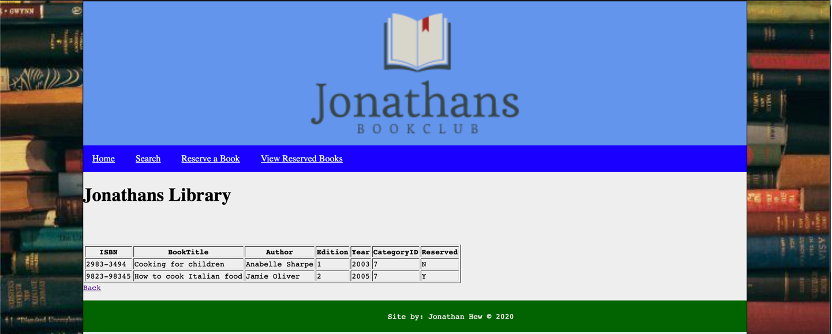 GWYNN
Jonathans
BOOKCLUB
Home Search Reserve a Book View Reserved Books
Jonathans Library
ISBN BookTitle Author Edition Year CategoryID Reserved
2983-3494 Cooking for children Anabelle Sharpe 1 2003 7 N
9823-98345 How to cook Italian food Jamie Oliver 2 2005 7 Y
Back
Site by: Jonathan Hew © 2020